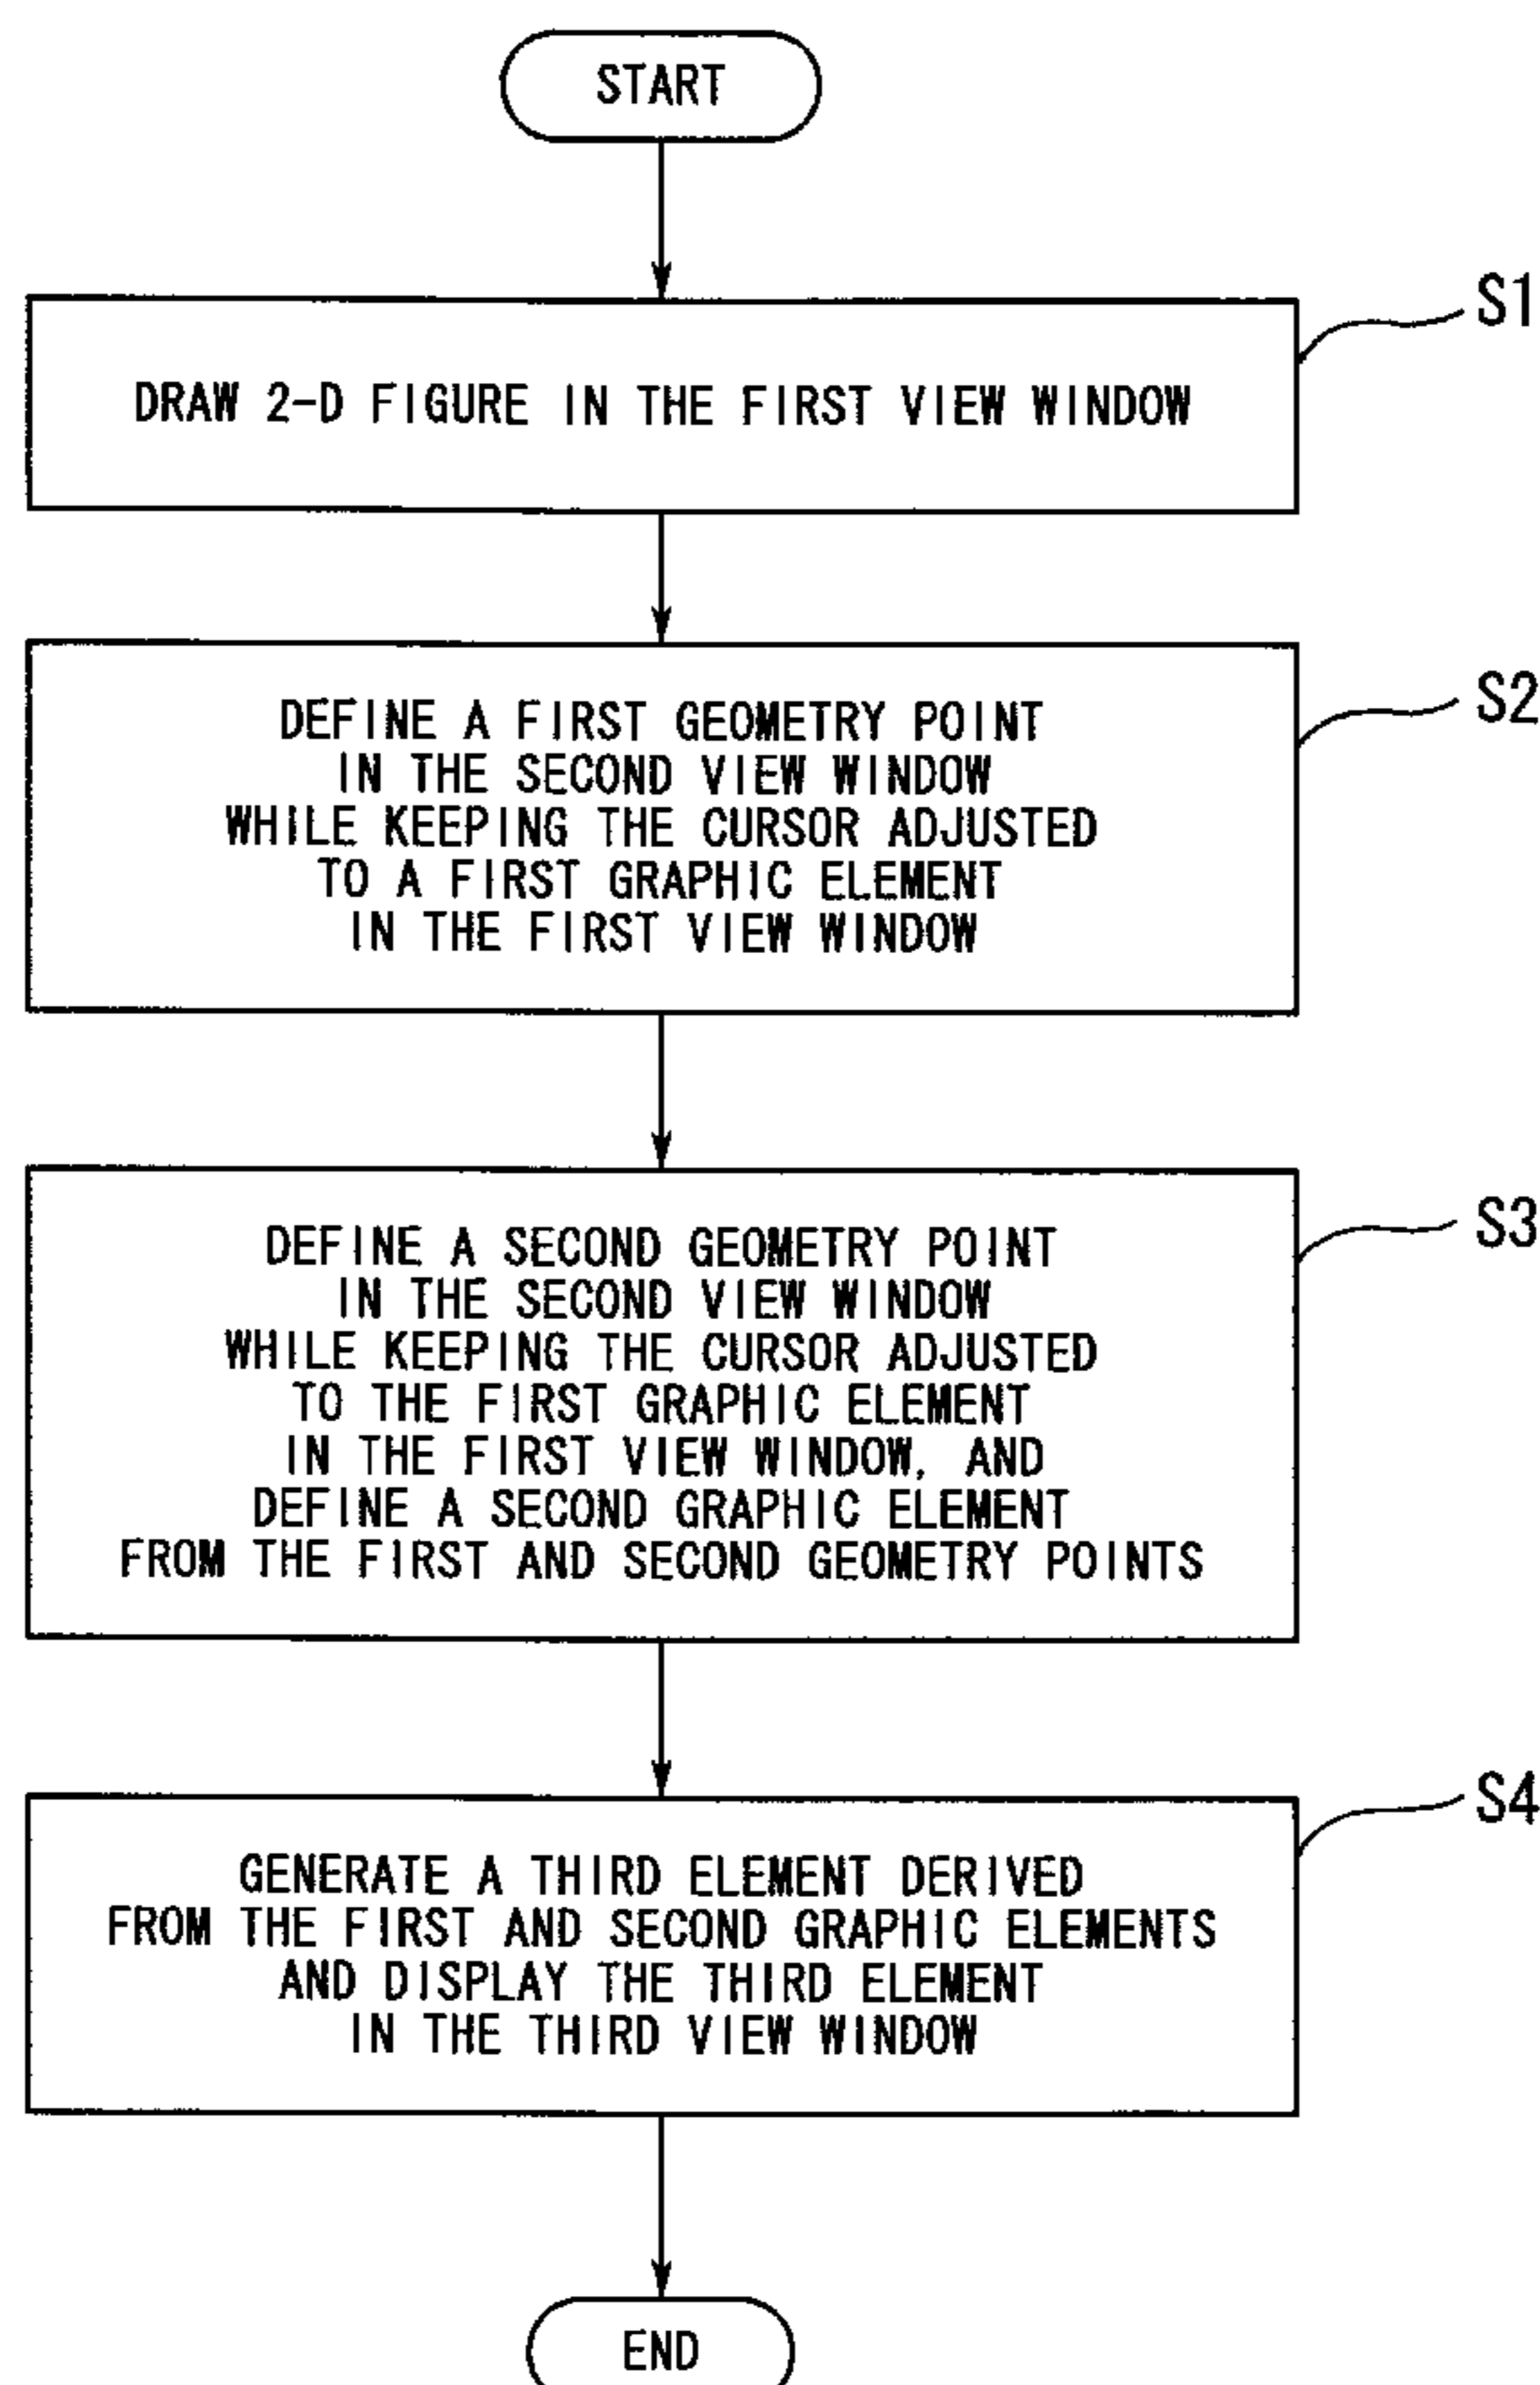 START
S1
DRAW 2-D FIGURE IN THE FIRST VIEW WINDOW
S2
DEFINE A FIRST GEOMETRY POINT
IN THE SECOND VIEW WINDOW
WHILE KEEPING THE CURSOR ADJUSTED
TO A FIRST GRAPHIC ELEMENT
IN THE FIRST VIEW WINDOW
S3
DEFINE A SECOND GEOMETRY POINT
IN THE SECOND VIEW WINDOW
WHILE KEEPING THE CURSOR ADJUSTED
TO THE FIRST GRAPHIC ELEMENT
IN THE FIRST VIEW WINDOW, AND
DEFINE A SECOND GRAPHIC ELEMENT
FROM THE FIRST AND SECOND GEOMETRY POINTS
S4
GENERATE A THIRD ELEMENT DERIVED
FROM THE FIRST AND SECOND GRAPHIC ELEMENTS
AND DISPLAY THE THIRD ELEMENT
IN THE THIRD VIEW WINDOW
END